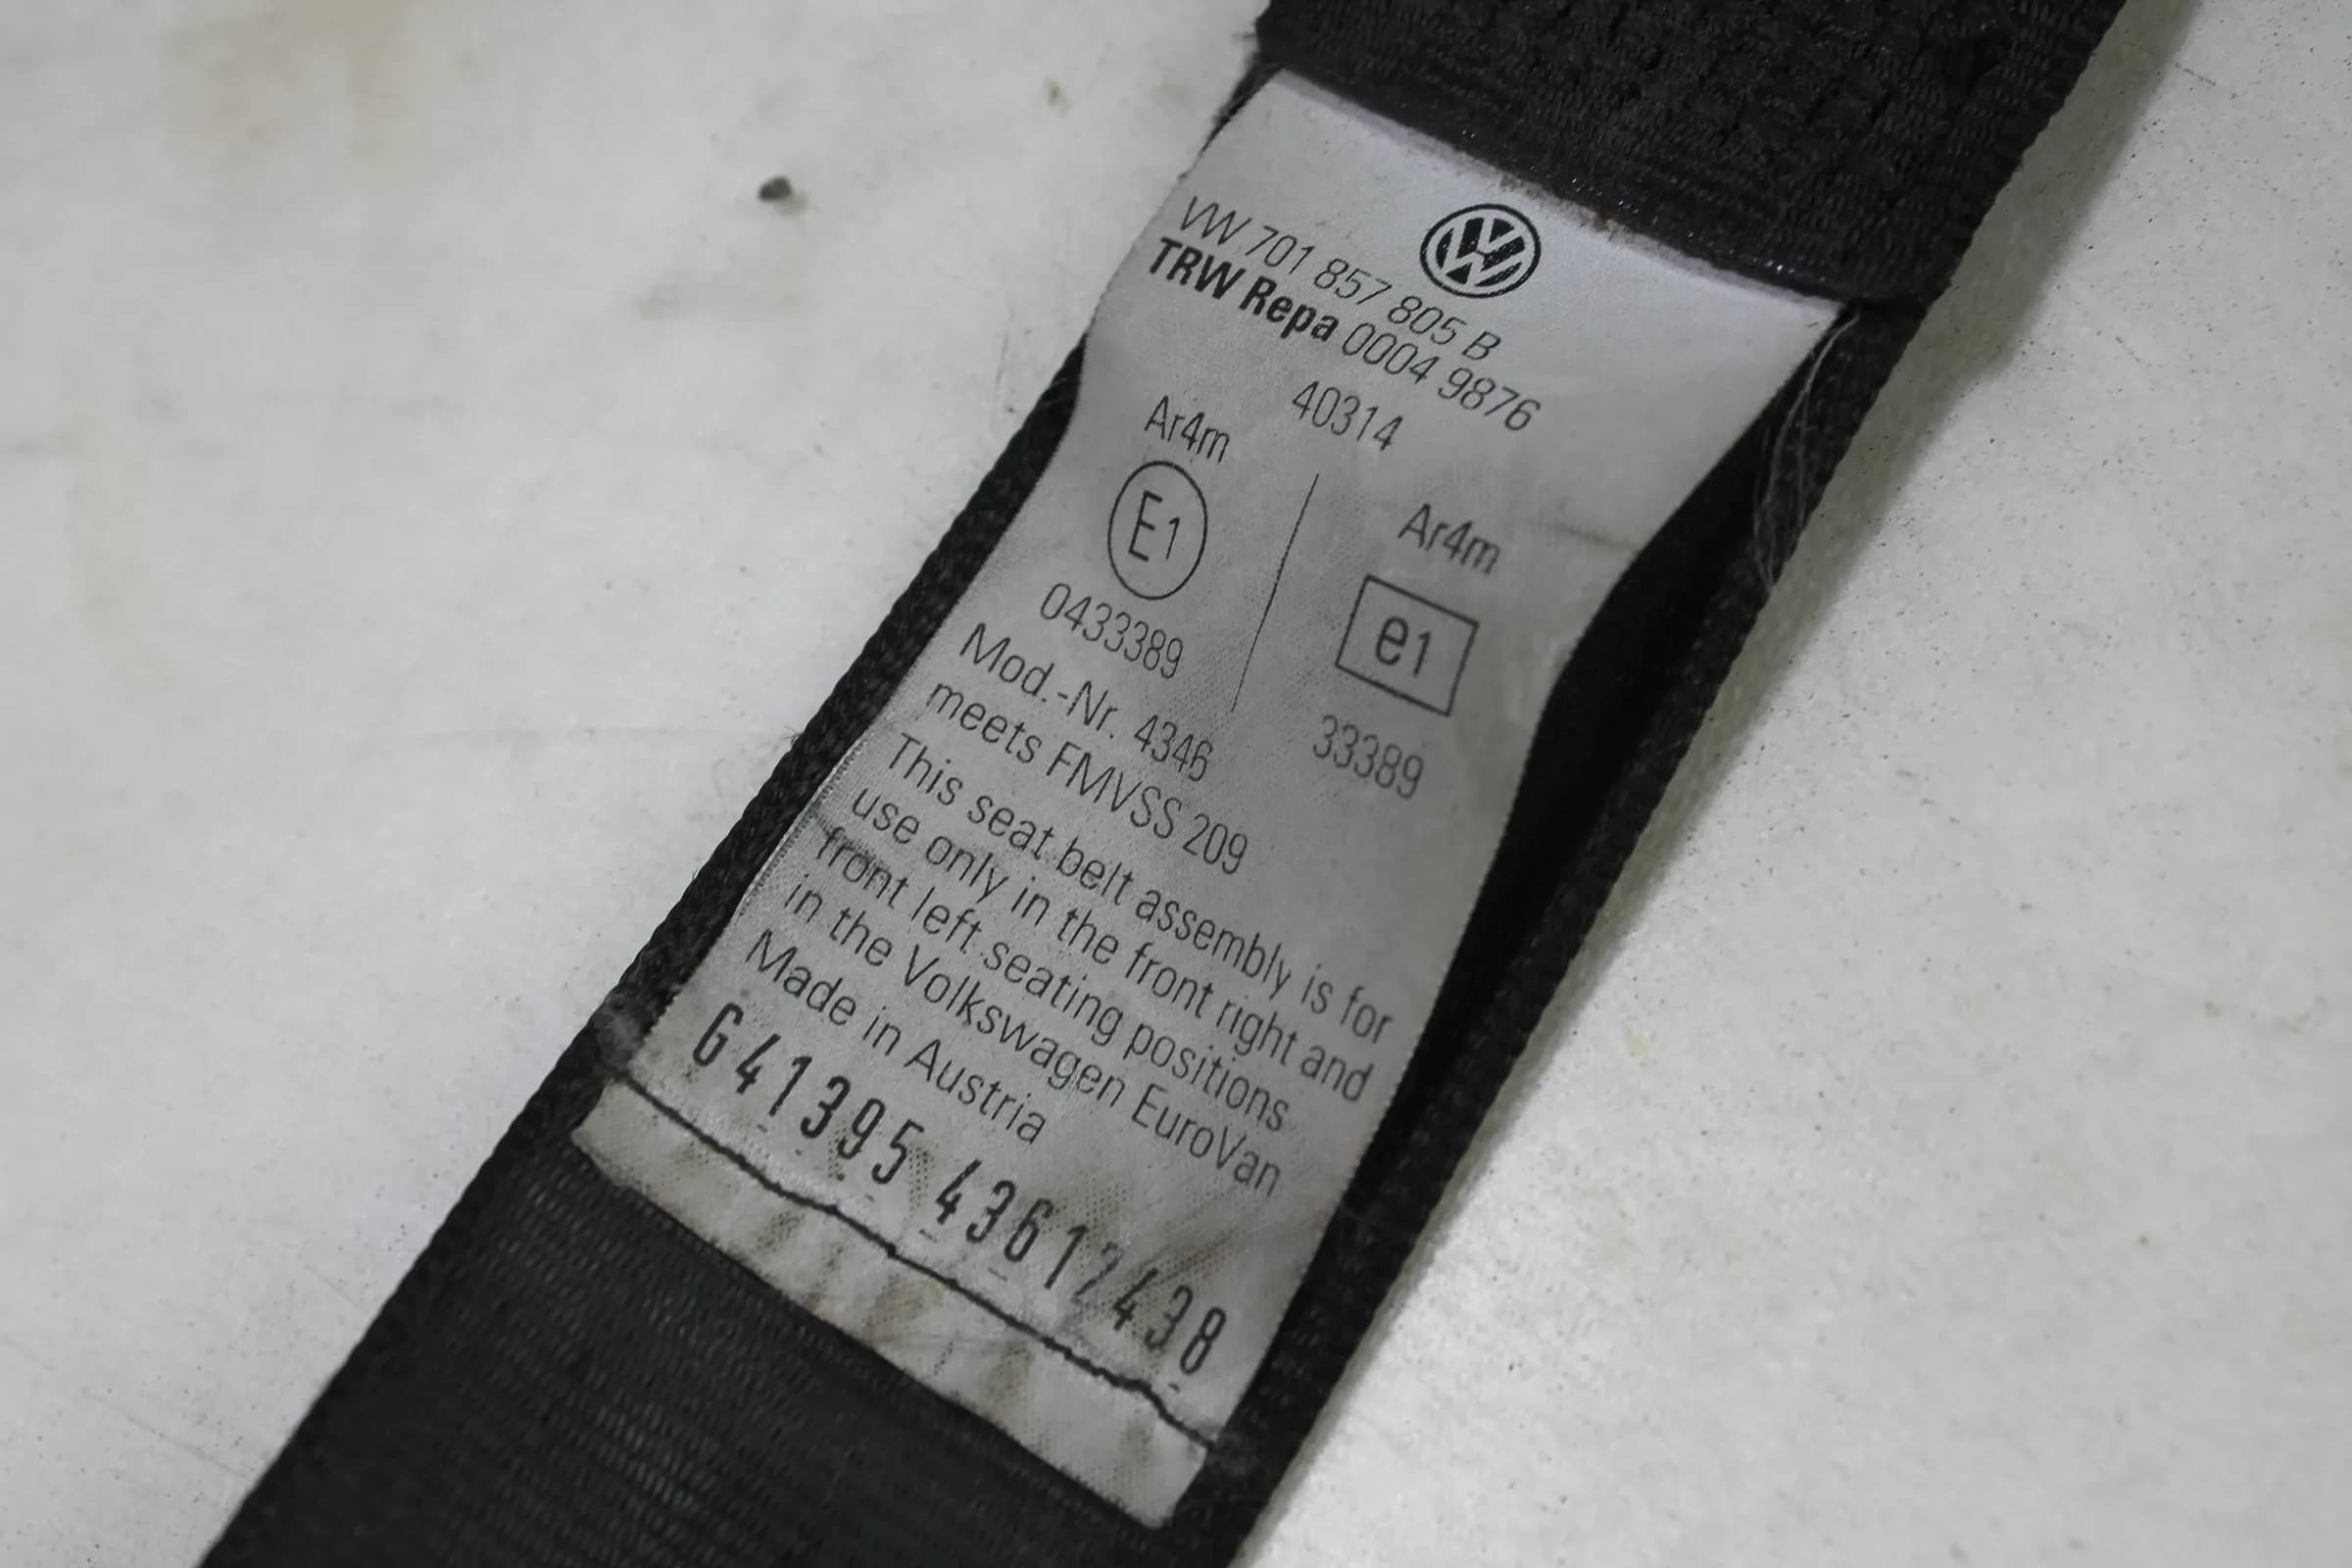 VW 701 857 805 B
TRW Repa 0004 9876
40314
Ar4m
E1
0433389
Ar4m
e1
33389
Mod.-Nr. 4346
meets FMVSS 209
This seat belt assembly is for
use only in the front right and
front left seating positions
in the Volkswagen EuroVan
Made in Austria
G41395 43612438